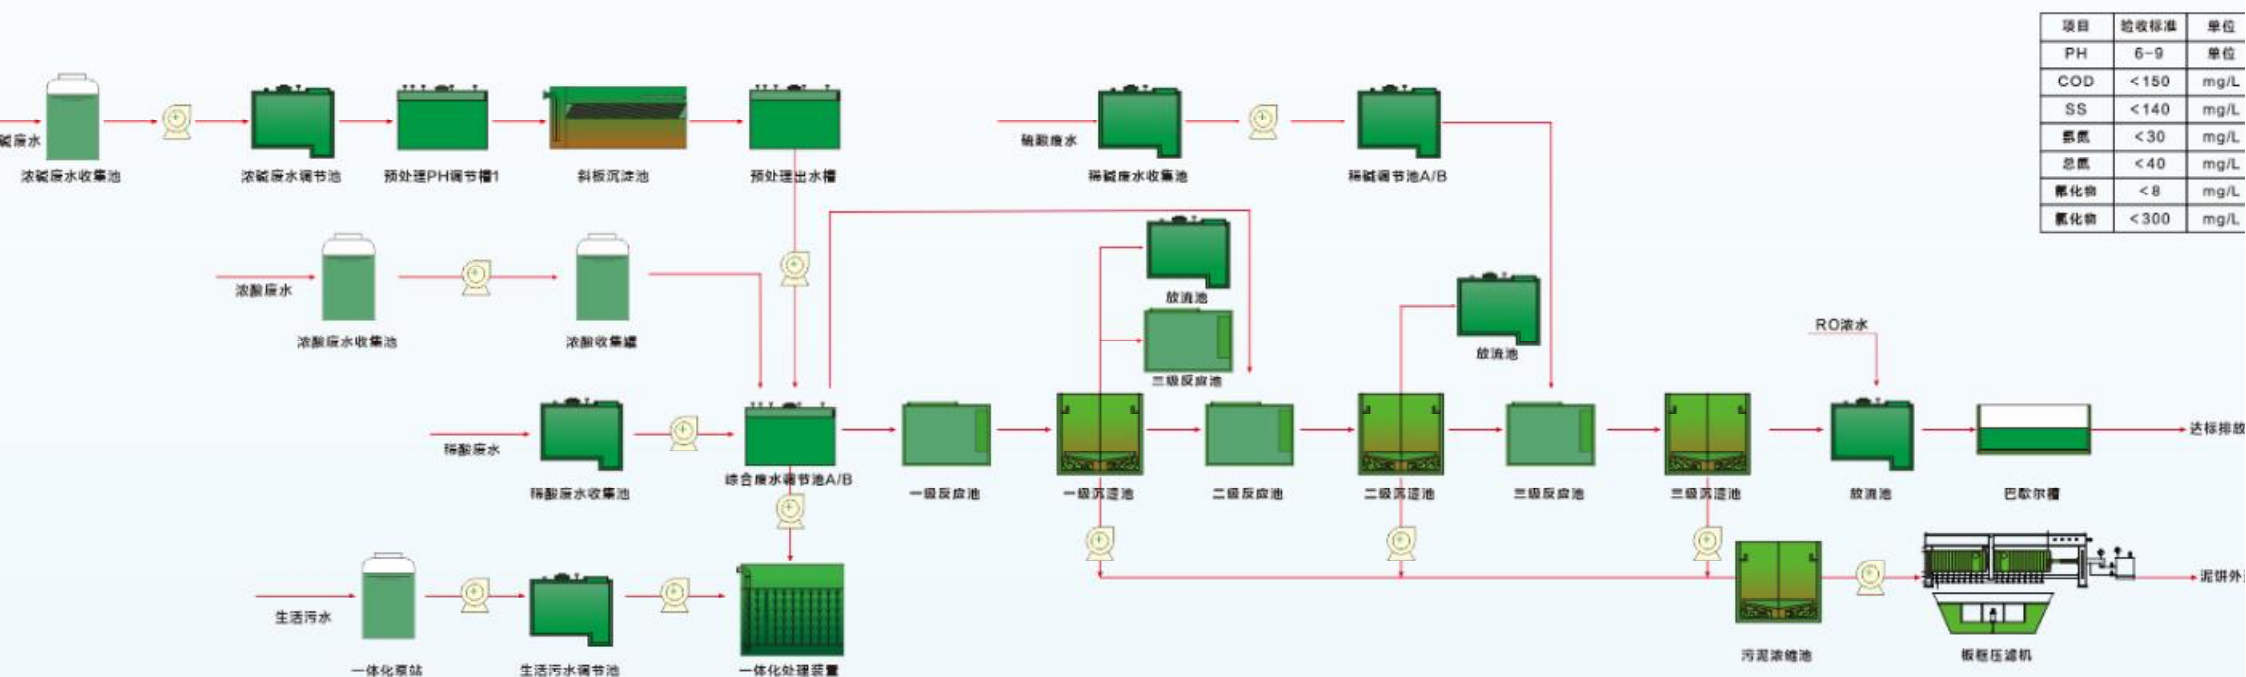 项目 验收标准 单位
PH 6-9 单位
COD <150 mg/L
SS <140 mg/L
氨氮 <30 mg/L
总氮 <40 mg/L
氟化物 <8 mg/L
氯化物 <300 mg/L
碱废水
浓碱废水收集池
浓碱废水调节池
预处理PH调节槽1
斜板沉淀池
预处理出水槽
硫酸废水
稀碱废水收集池
稀碱调节池A/B
浓酸废水
浓酸废水收集池
浓酸收集罐
放流池
三级反应池
放流池
RO浓水
稀酸废水
稀酸废水收集池
综合废水调节池A/B
一级反应池
一级沉淀池
二级反应池
二级沉淀池
三级反应池
三级沉淀池
放流池
巴歇尔槽
达标排放
生活污水
一体化泵站
生活污水调节池
一体化处理装置
污泥浓缩池
板框压滤机
泥饼外